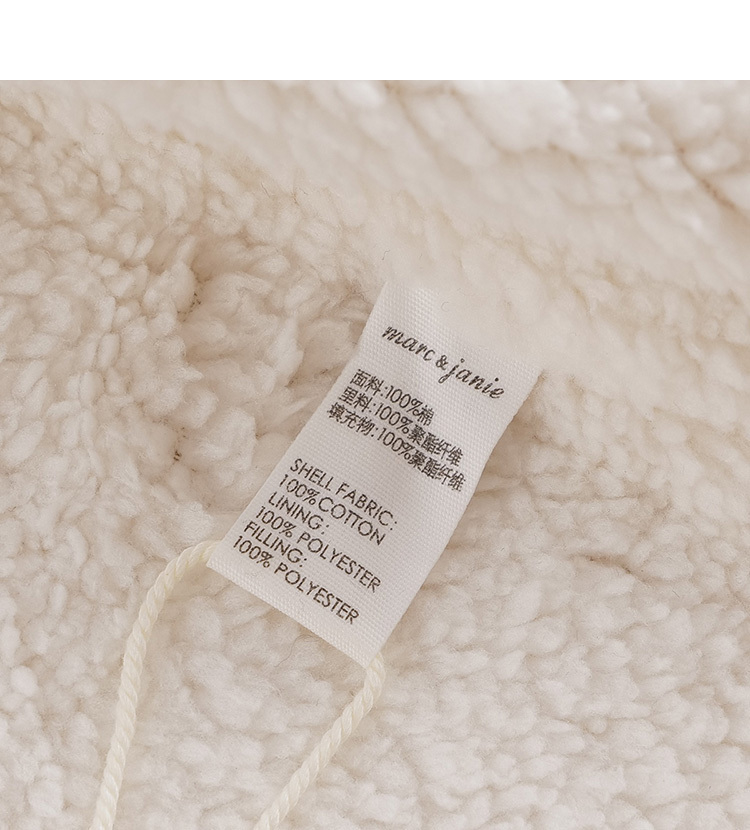 marc & janie
面料:100%棉
里料:100%聚酯纤维
填充物:100%聚酯纤维
SHELL FABRIC:
100% COTTON
LINING:
100% POLYESTER
FILLING:
100% POLYESTER